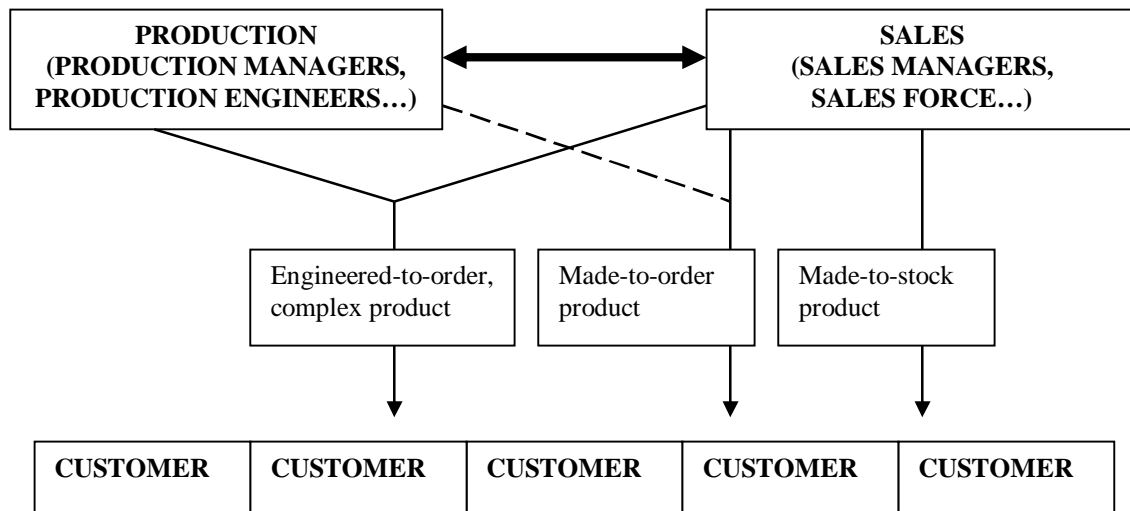 PRODUCTION
(PRODUCTION MANAGERS,
PRODUCTION ENGINEERS…)
SALES
(SALES MANAGERS,
SALES FORCE…)
Engineered-to-order,
complex product
Made-to-order
product
Made-to-stock
product
CUSTOMER
CUSTOMER
CUSTOMER
CUSTOMER
CUSTOMER